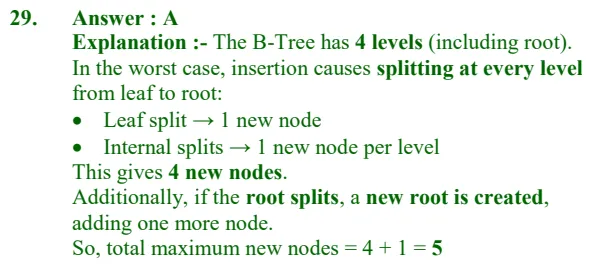 29. Answer : A
Explanation :- The B-Tree has 4 levels (including root).
In the worst case, insertion causes splitting at every level
from leaf to root:
• Leaf split → 1 new node
• Internal splits → 1 new node per level
This gives 4 new nodes.
Additionally, if the root splits, a new root is created,
adding one more node.
So, total maximum new nodes = 4 + 1 = 5